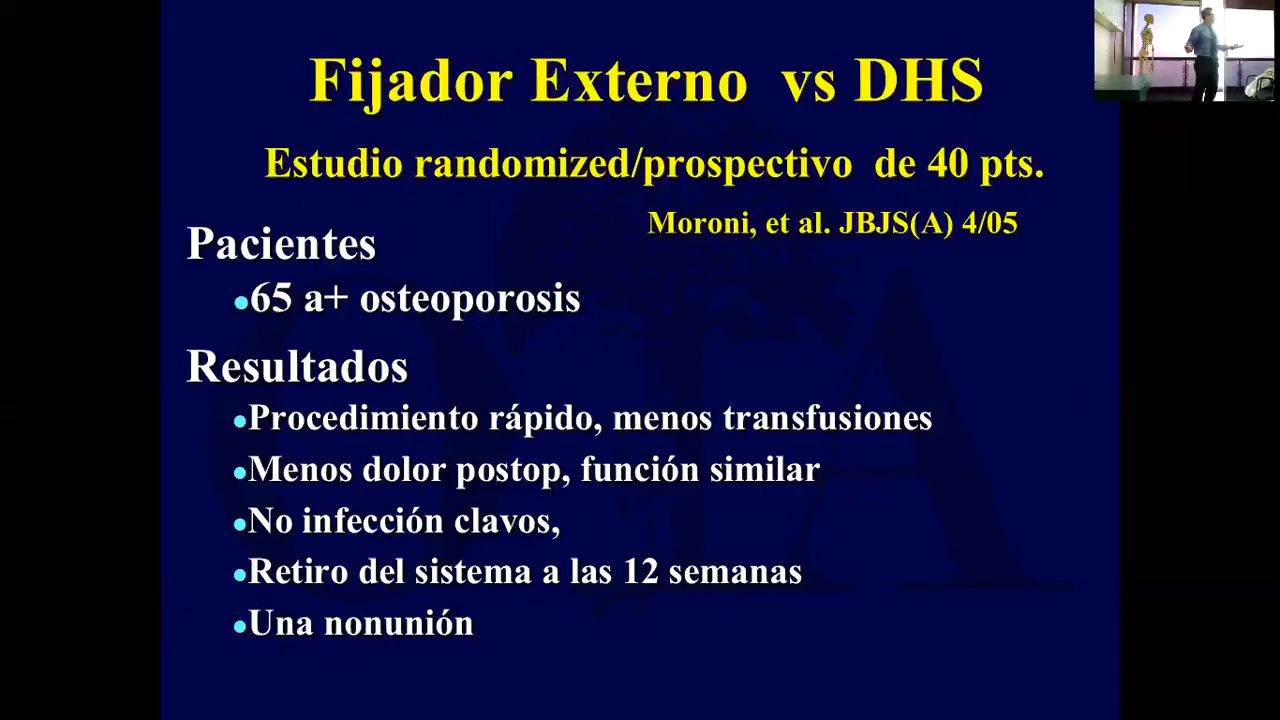 Fijador Externo vs DHS
Estudio randomized/prospectivo de 40 pts.
Moroni, et al. JBJS(A) 4/05
Pacientes
•65 a+ osteoporosis
Resultados
•Procedimiento rápido, menos transfusiones
•Menos dolor postop, función similar
•No infección clavos,
•Retiro del sistema a las 12 semanas
•Una nonunión
OTA